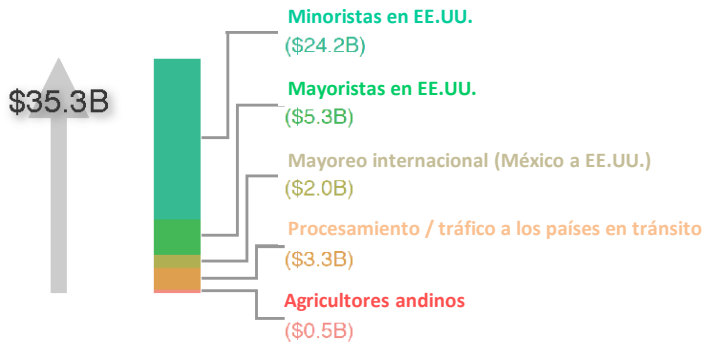 Minoristas en EE.UU.
($24.2B)
$35.3B
Mayoristas en EE.UU.
($5.3B)
Mayoreo internacional (México a EE.UU.)
($2.0B)
Procesamiento / tráfico a los países en tránsito
($3.3B)
Agricultores andinos
($0.5B)